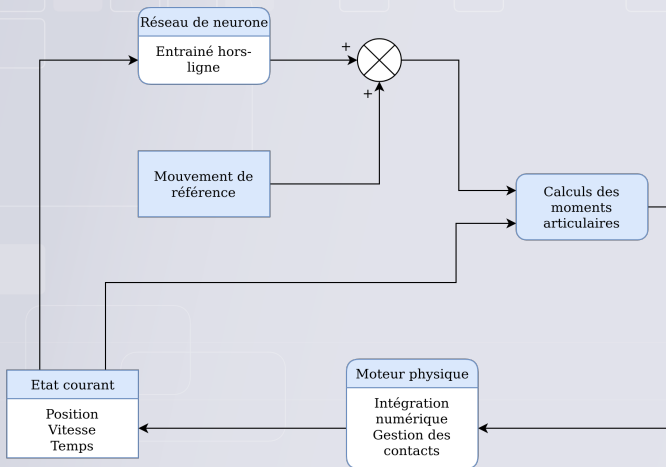 Réseau de neurone
Entrainé hors-
ligne
+
+
Mouvement de
référence
Calculs des
moments
articulaires
Etat courant
Position
Vitesse
Temps
Moteur physique
Intégration
numérique
Gestion des
contacts